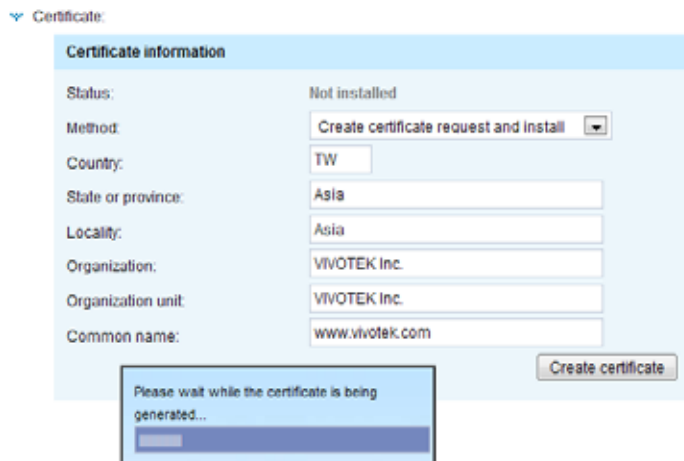 Certificate:
Certificate information
Status: Not installed
Method: Create certificate request and install
Country: TW
State or province: Asia
Locality: Asia
Organization: VIVOTEK Inc.
Organization unit: VIVOTEK Inc.
Common name: www.vivotek.com
Create certificate
Please wait while the certificate is being
generated...